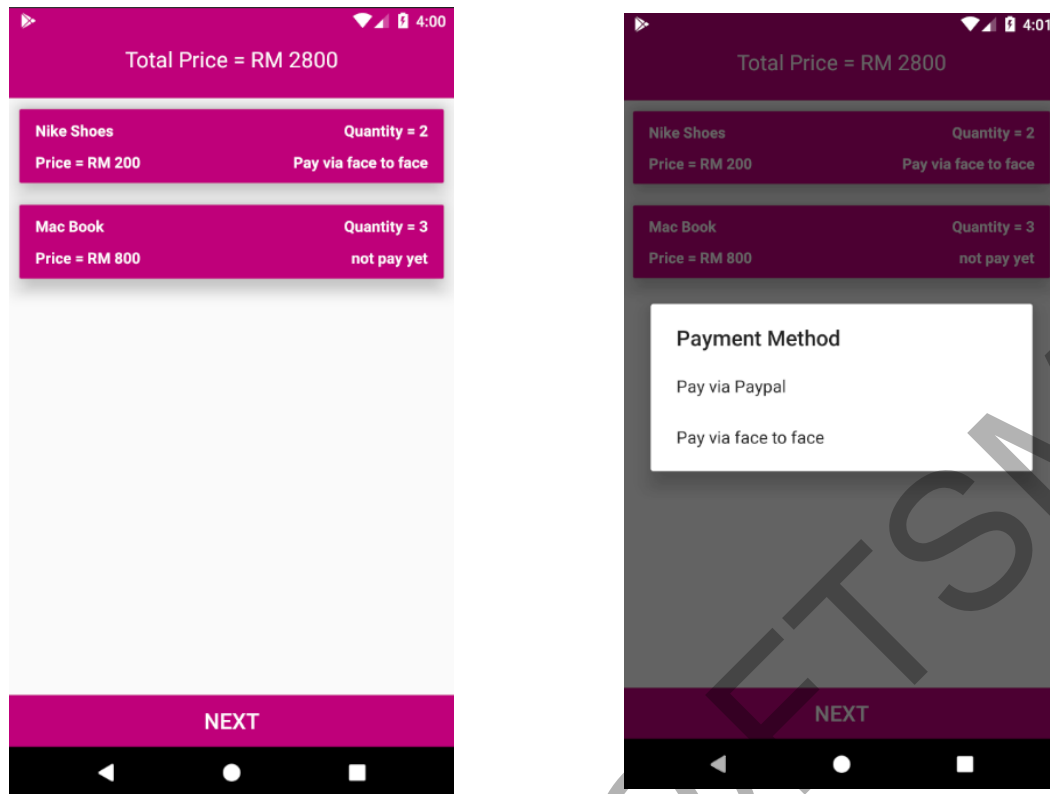 4:00
Total Price = RM 2800
Nike Shoes Quantity = 2
Price = RM 200 Pay via face to face
Mac Book Quantity = 3
Price = RM 800 not pay yet
NEXT
4:01
Total Price = RM 2800
Nike Shoes Quantity = 2
Price = RM 200 Pay via face to face
Mac Book Quantity = 3
Price = RM 800 not pay yet
Payment Method
Pay via Paypal
Pay via face to face
NEXT